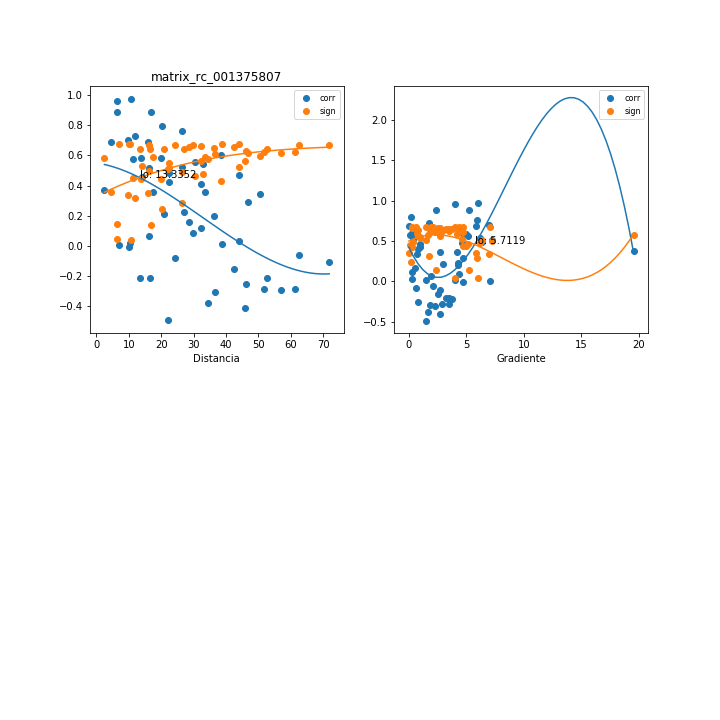 matrix_rc_001375807
1.0
0.8
0.6
0.4
0.2
0.0
−0.2
−0.4
0 10 20 30 40 50 60 70
Distancia
corr
sign
lo: 13.3352
2.0
1.5
1.0
0.5
0.0
−0.5
0 5 10 15 20
Gradiente
corr
sign
lo: 5.7119